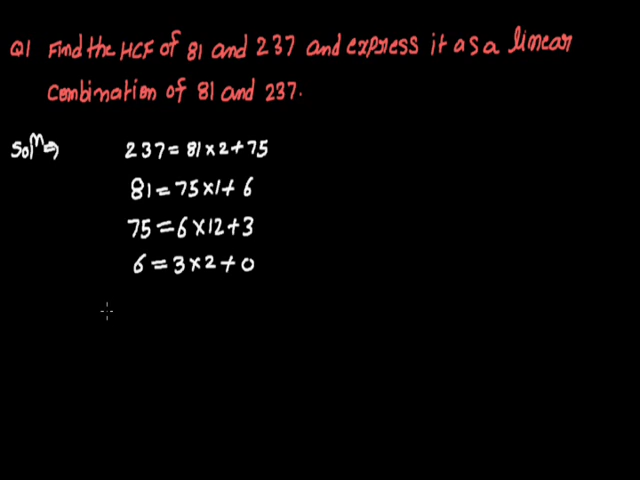 Q1 Find the HCF of 81 and 237 and express it as a linear
combination of 81 and 237.
Solⁿ⇒ 237 = 81 × 2 + 75
81 = 75 × 1 + 6
75 = 6 × 12 + 3
6 = 3 × 2 + 0